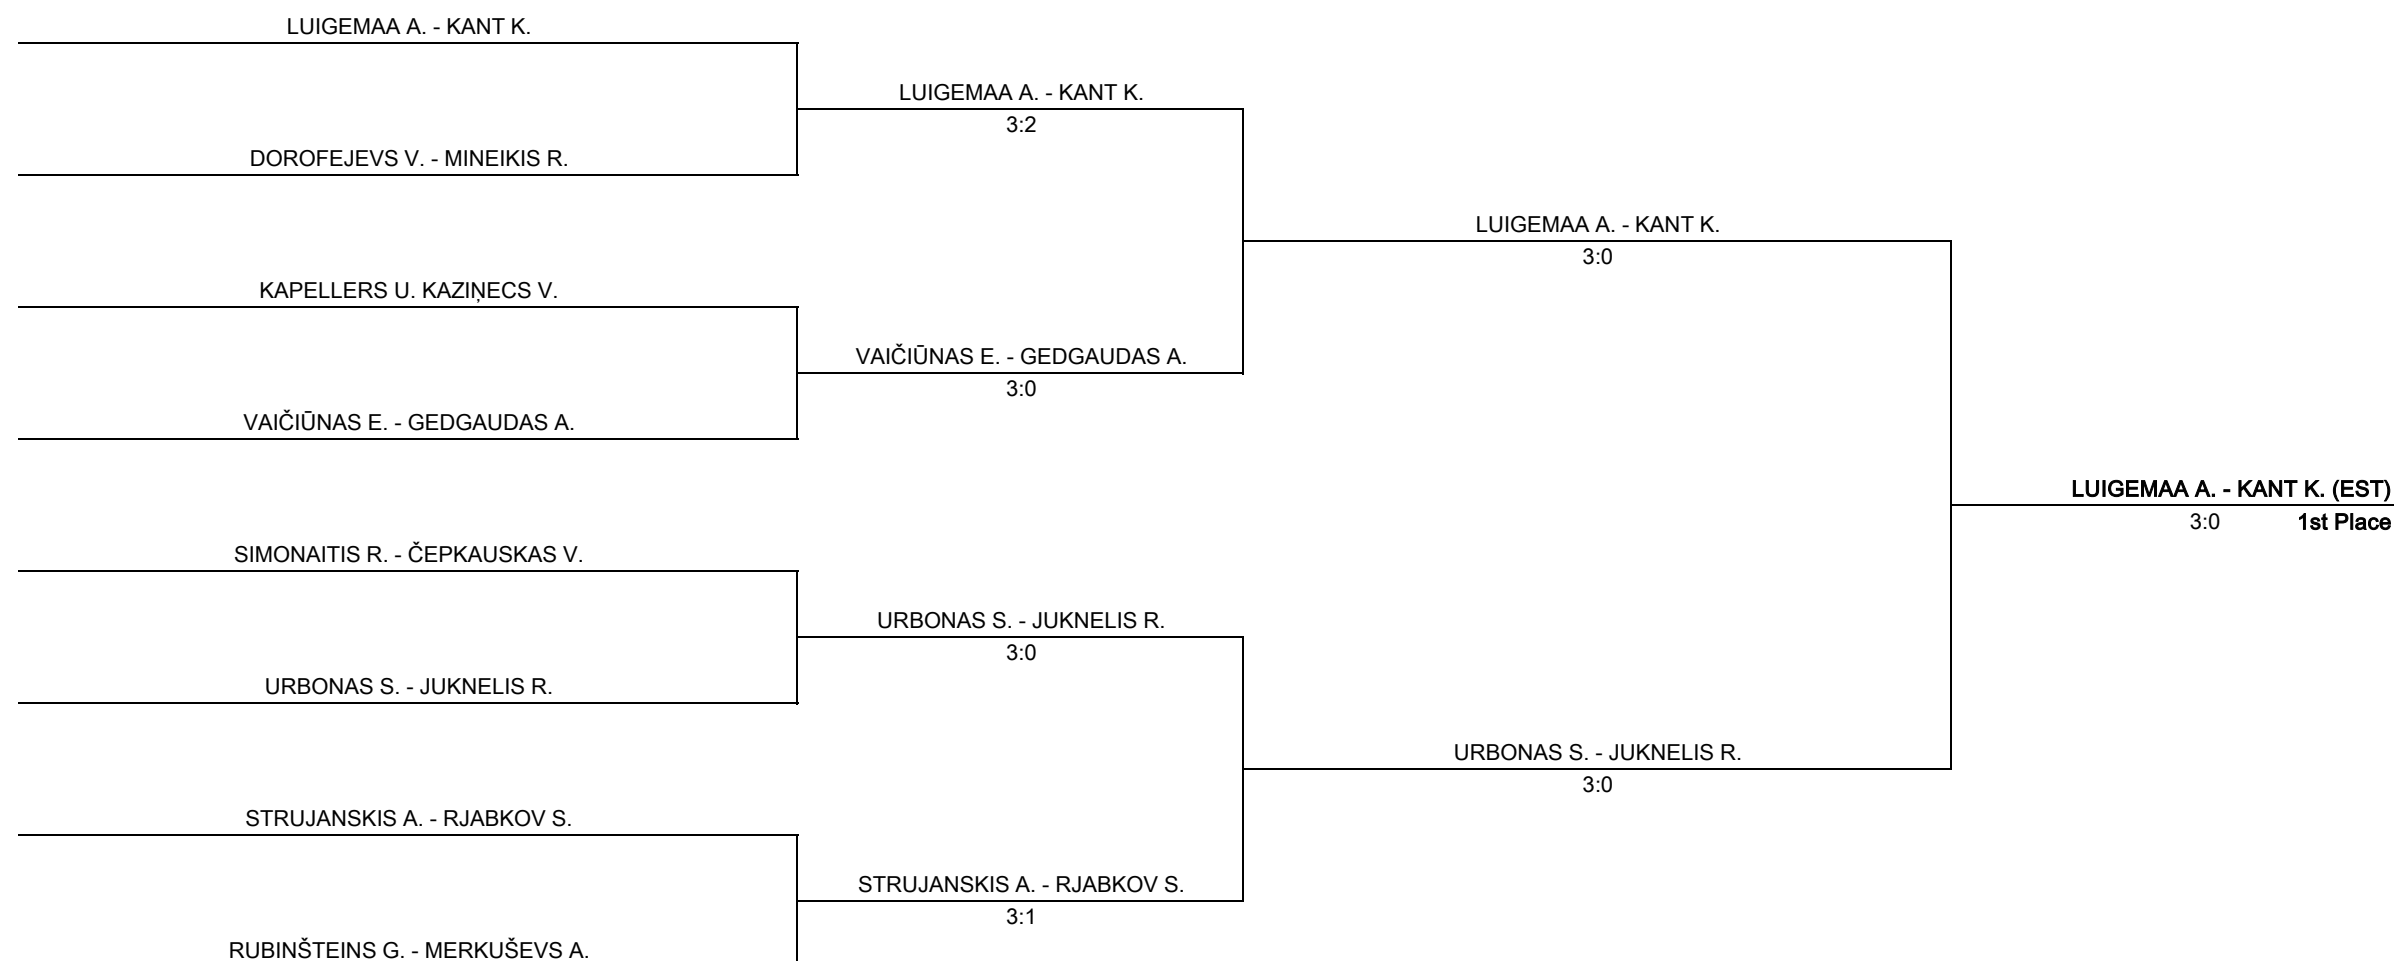 LUIGEMAA A. - KANT K.
LUIGEMAA A. - KANT K.
3:2
DOROFEJEVS V. - MINEIKIS R.
LUIGEMAA A. - KANT K.
3:0
KAPELLERS U. KAZIŅECS V.
VAIČIŪNAS E. - GEDGAUDAS A.
3:0
VAIČIŪNAS E. - GEDGAUDAS A.
LUIGEMAA A. - KANT K. (EST)
3:0 1st Place
SIMONAITIS R. - ČEPKAUSKAS V.
URBONAS S. - JUKNELIS R.
3:0
URBONAS S. - JUKNELIS R.
URBONAS S. - JUKNELIS R.
3:0
STRUJANSKIS A. - RJABKOV S.
STRUJANSKIS A. - RJABKOV S.
3:1
RUBINŠTEINS G. - MERKUŠEVS A.